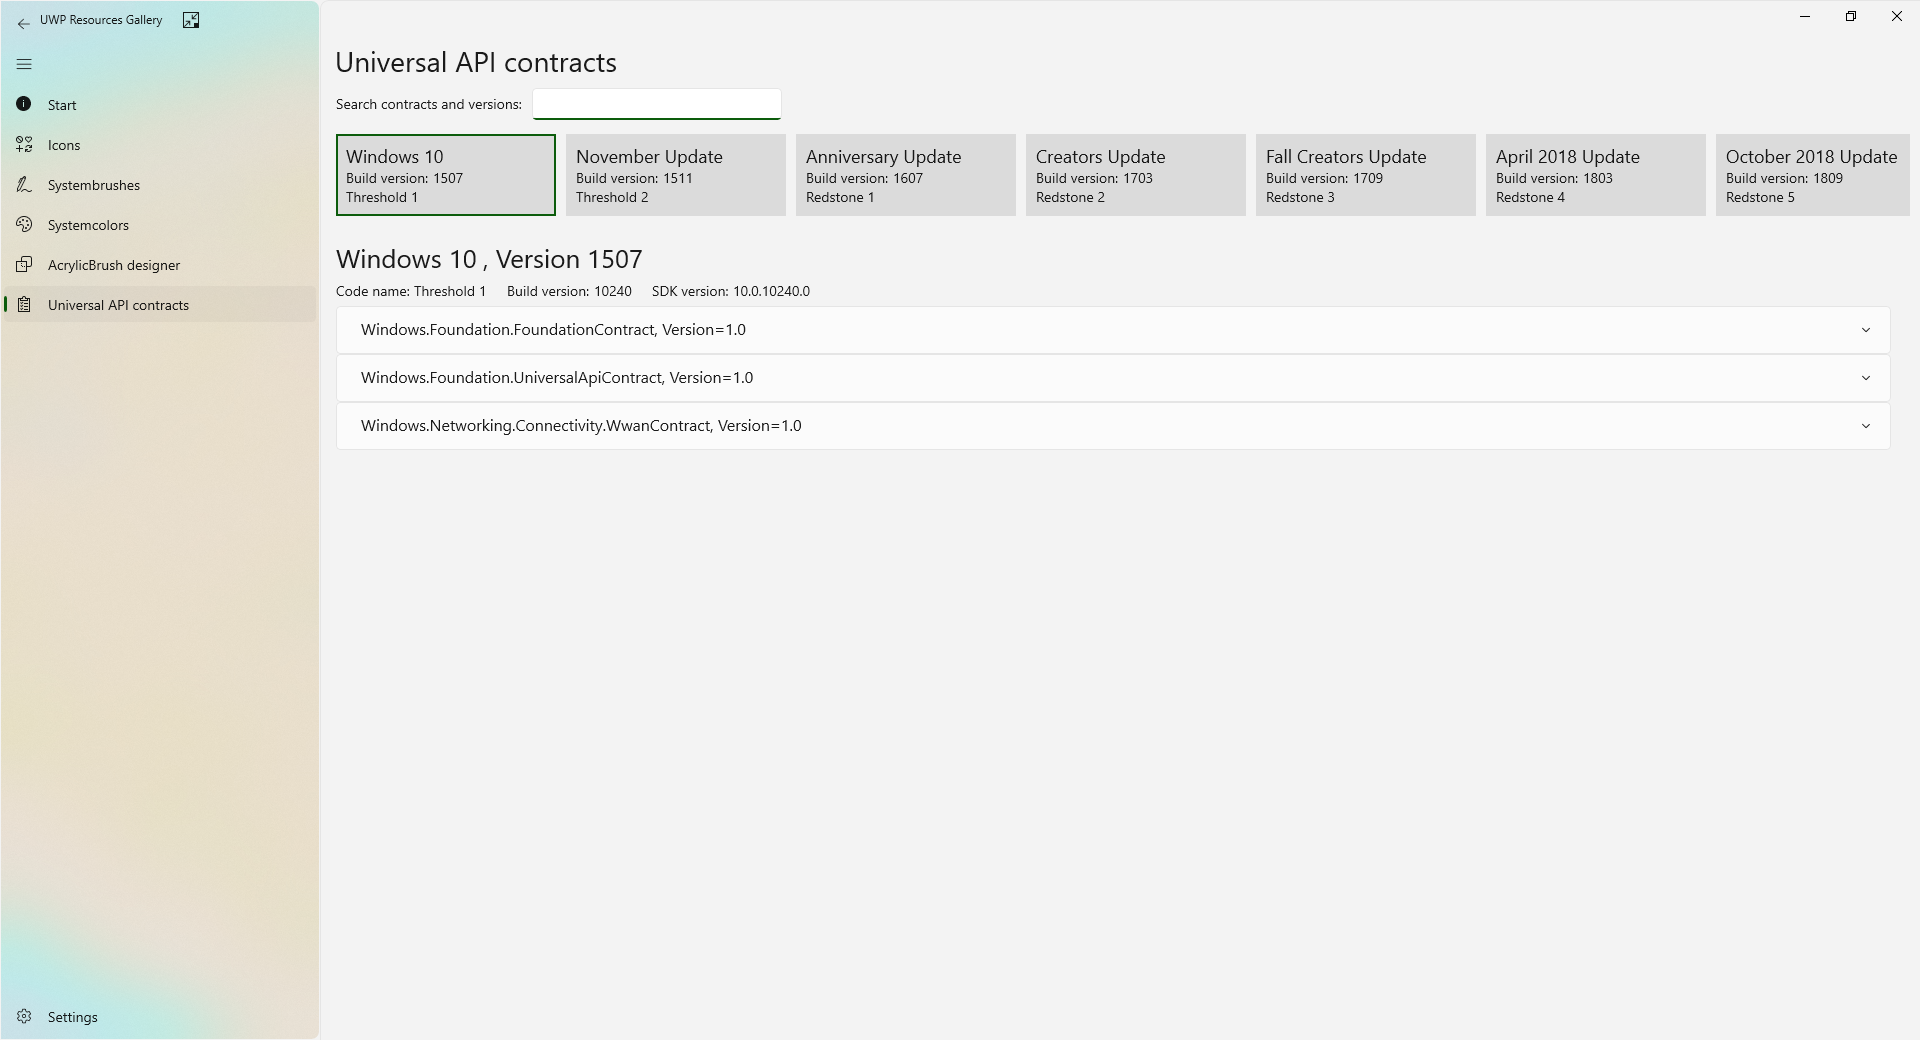 UWP Resources Gallery
Start
Icons
Systembrushes
Systemcolors
AcrylicBrush designer
Universal API contracts
Settings
Universal API contracts
Search contracts and versions:
Windows 10
Build version: 1507
Threshold 1
November Update
Build version: 1511
Threshold 2
Anniversary Update
Build version: 1607
Redstone 1
Creators Update
Build version: 1703
Redstone 2
Fall Creators Update
Build version: 1709
Redstone 3
April 2018 Update
Build version: 1803
Redstone 4
October 2018 Update
Build version: 1809
Redstone 5
Windows 10 , Version 1507
Code name: Threshold 1 Build version: 10240 SDK version: 10.0.10240.0
Windows.Foundation.FoundationContract, Version=1.0
Windows.Foundation.UniversalApiContract, Version=1.0
Windows.Networking.Connectivity.WwanContract, Version=1.0